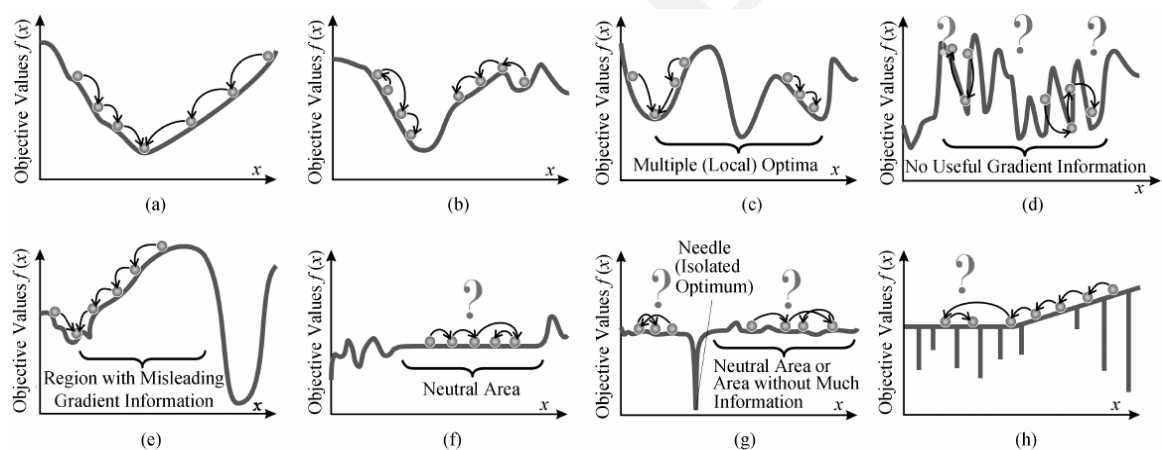 Objective Values f (x)
x
(a)
Objective Values f (x)
x
(b)
Objective Values f (x)
Multiple (Local) Optima
x
(c)
Objective Values f (x)
? ? ?
No Useful Gradient Information
x
(d)
Objective Values f (x)
Region with Misleading
Gradient Information
x
(e)
Objective Values f (x)
?
Neutral Area
x
(f)
Objective Values f (x)
Needle
(Isolated
Optimum)
? ?
Neutral Area or
Area without Much
Information
x
(g)
Objective Values f (x)
?
x
(h)